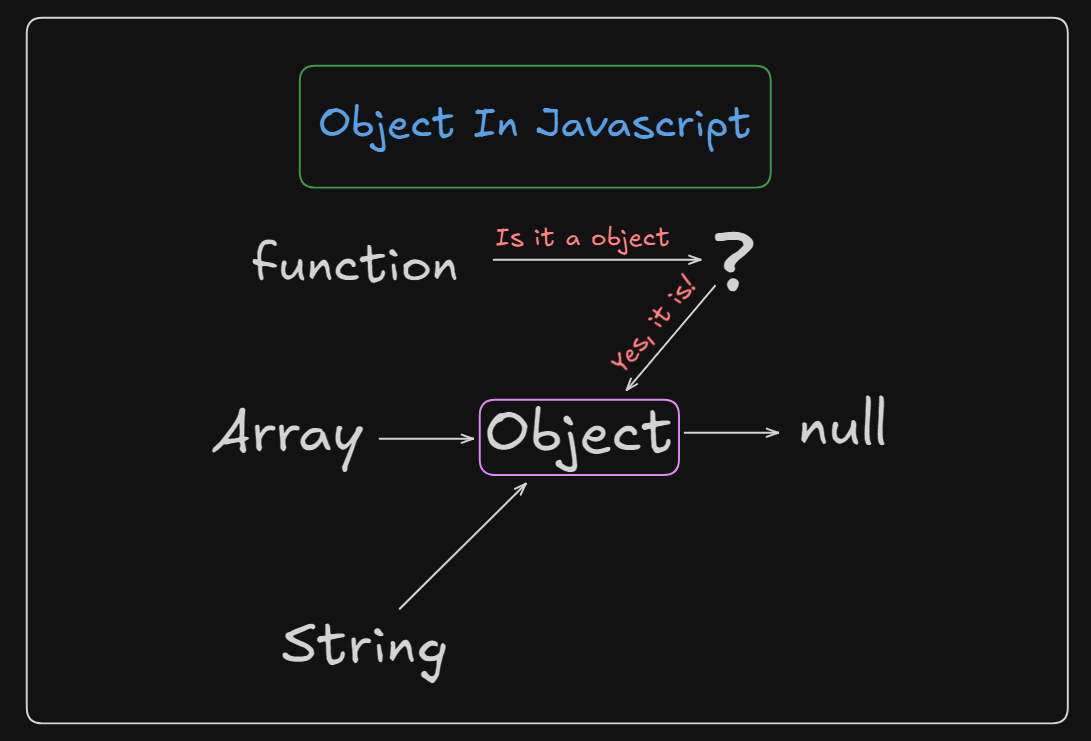 Object In Javascript
function
Is it a object
?
Yes, it is!
Array
Object
null
String